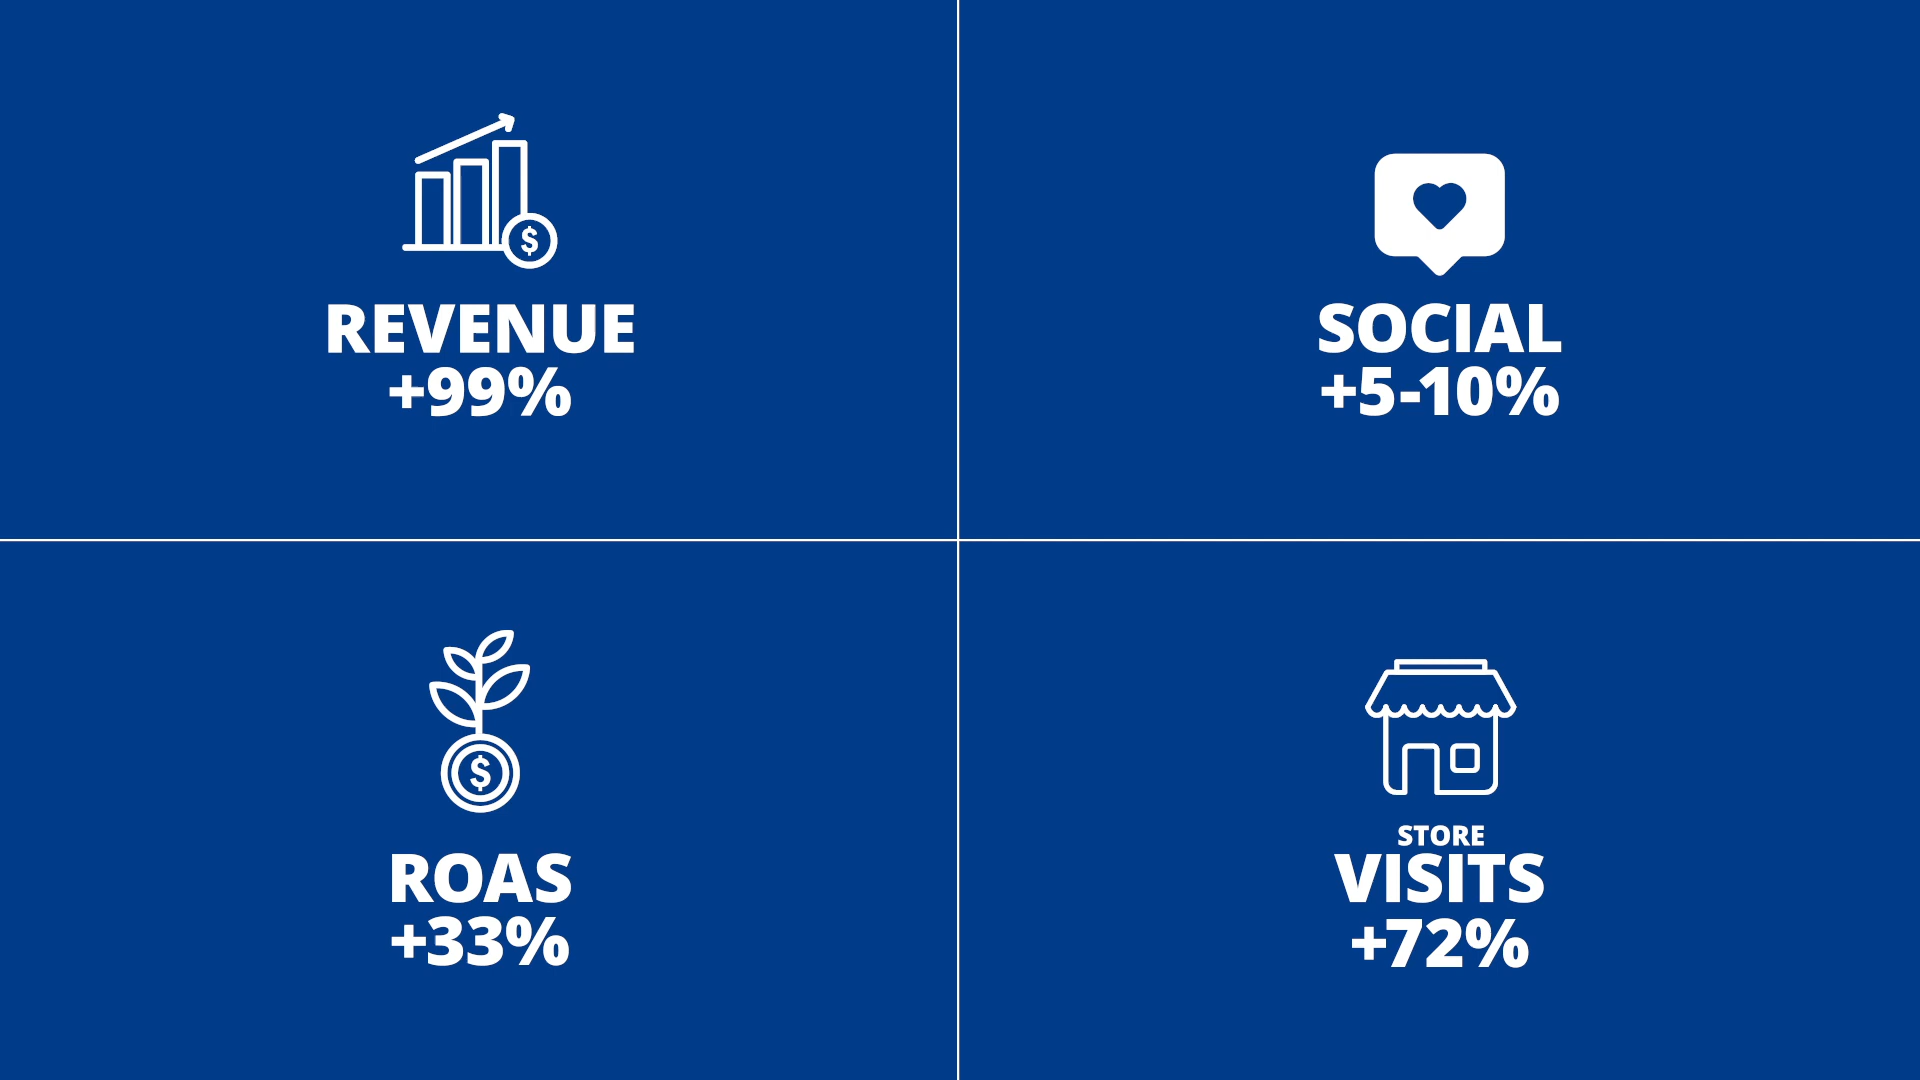 REVENUE
+99%
SOCIAL
+5-10%
ROAS
+33%
STORE
VISITS
+72%